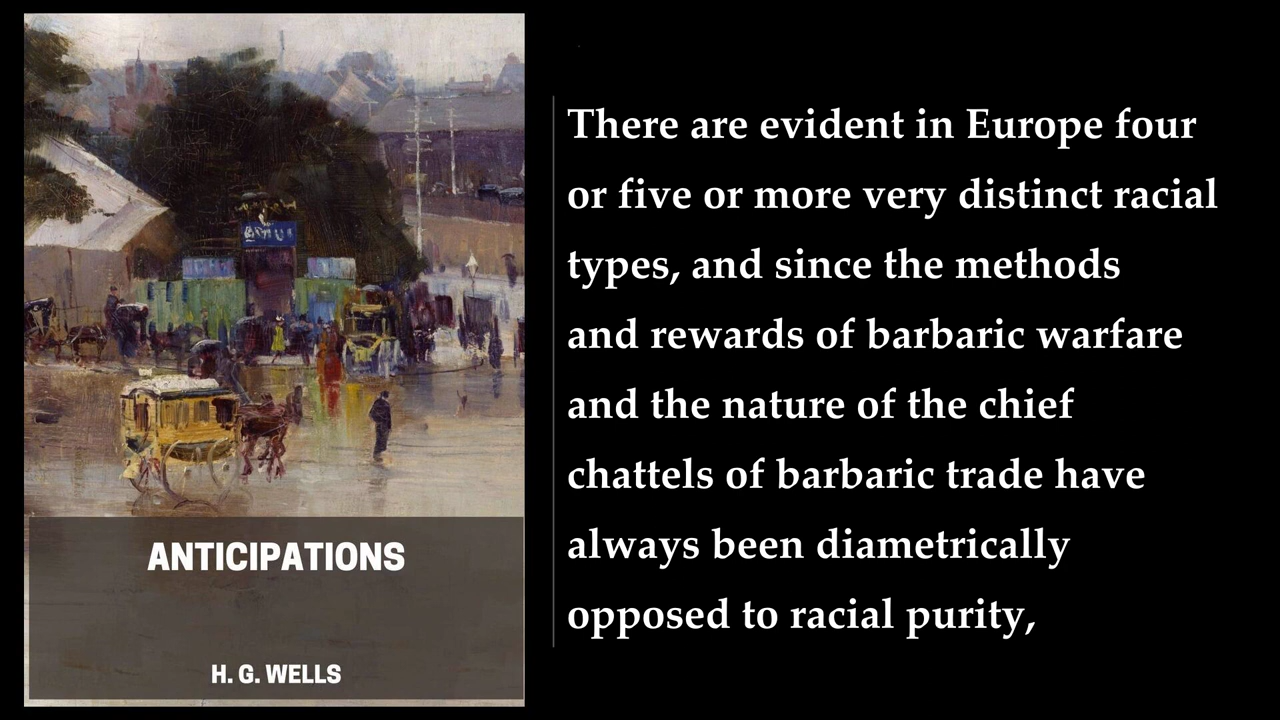 ANTICIPATIONS
H. G. WELLS
There are evident in Europe four
or five or more very distinct racial
types, and since the methods
and rewards of barbaric warfare
and the nature of the chief
chattels of barbaric trade have
always been diametrically
opposed to racial purity,